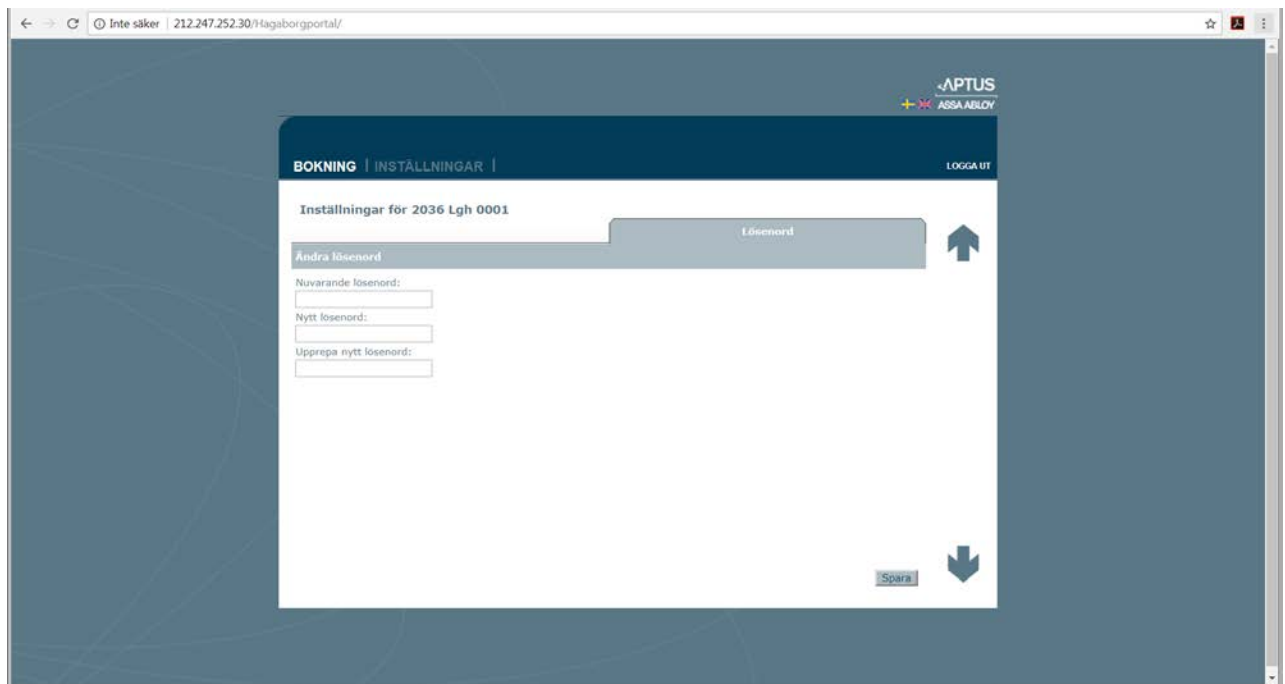 Inte säker | 212.247.252.30/Hagaborgportal/
APTUS
ASSA ABLOY
BOKNING | INSTÄLLNINGAR |
LOGGA UT
Inställningar för 2036 Lgh 0001
Lösenord
Ändra lösenord
Nuvarande lösenord:
Nytt lösenord:
Upprepa nytt lösenord:
Spara